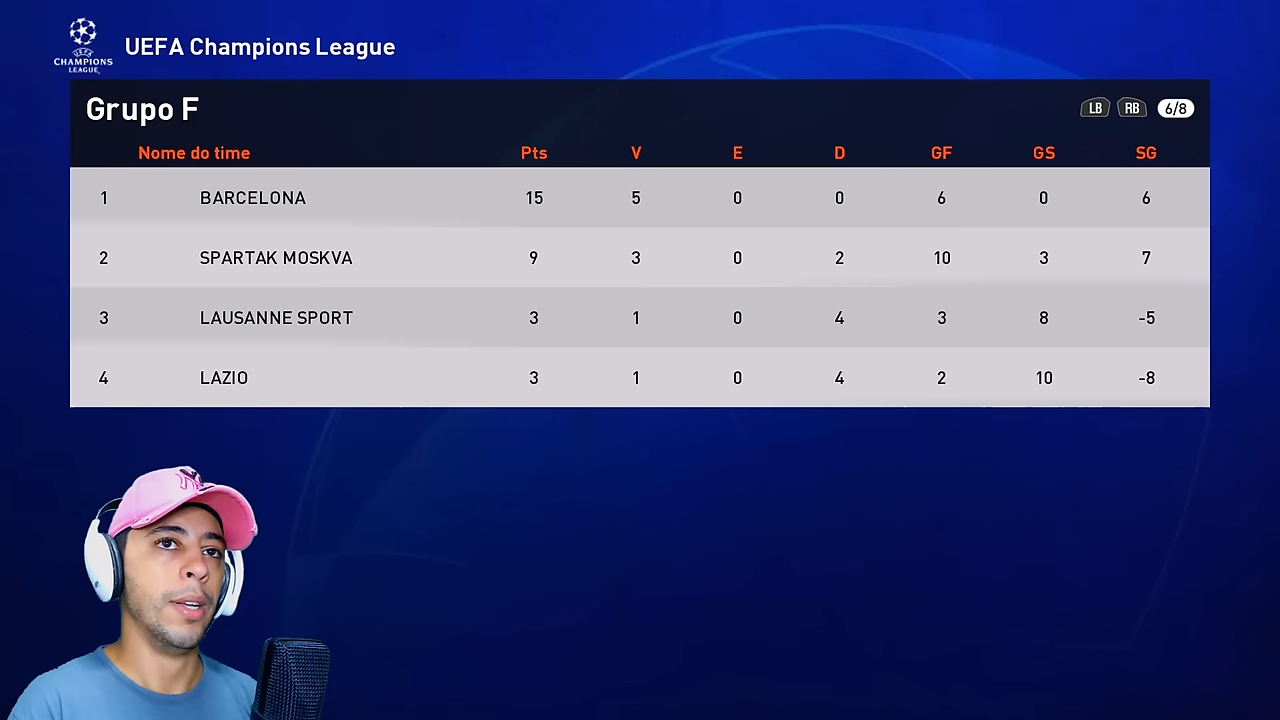 UEFA Champions League
UEFA
CHAMPIONS
LEAGUE
Grupo F LB RB 6/8
Nome do time Pts V E D GF GS SG
1 BARCELONA 15 5 0 0 6 0 6
2 SPARTAK MOSKVA 9 3 0 2 10 3 7
3 LAUSANNE SPORT 3 1 0 4 3 8 -5
4 LAZIO 3 1 0 4 2 10 -8
NY